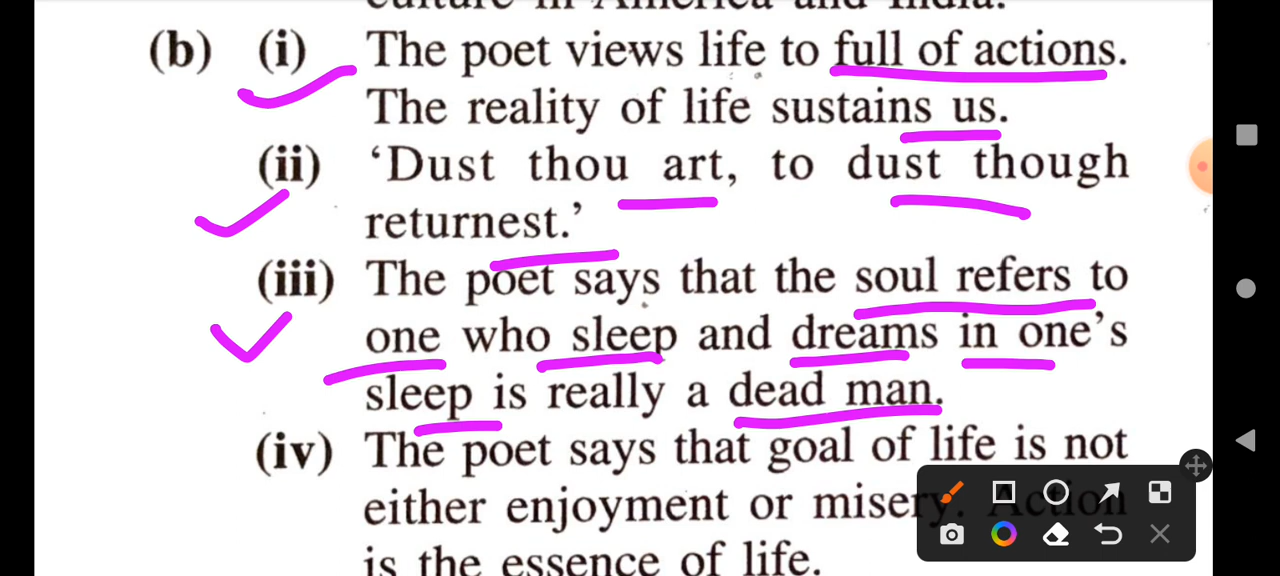 culture in America and India.
(b) (i) The poet views life to full of actions.
The reality of life sustains us.
(ii) ‘Dust thou art, to dust though
returnest.’
(iii) The poet says that the soul refers to
one who sleep and dreams in one’s
sleep is really a dead man.
(iv) The poet says that goal of life is not
either enjoyment or misery. Action
is the essence of life.